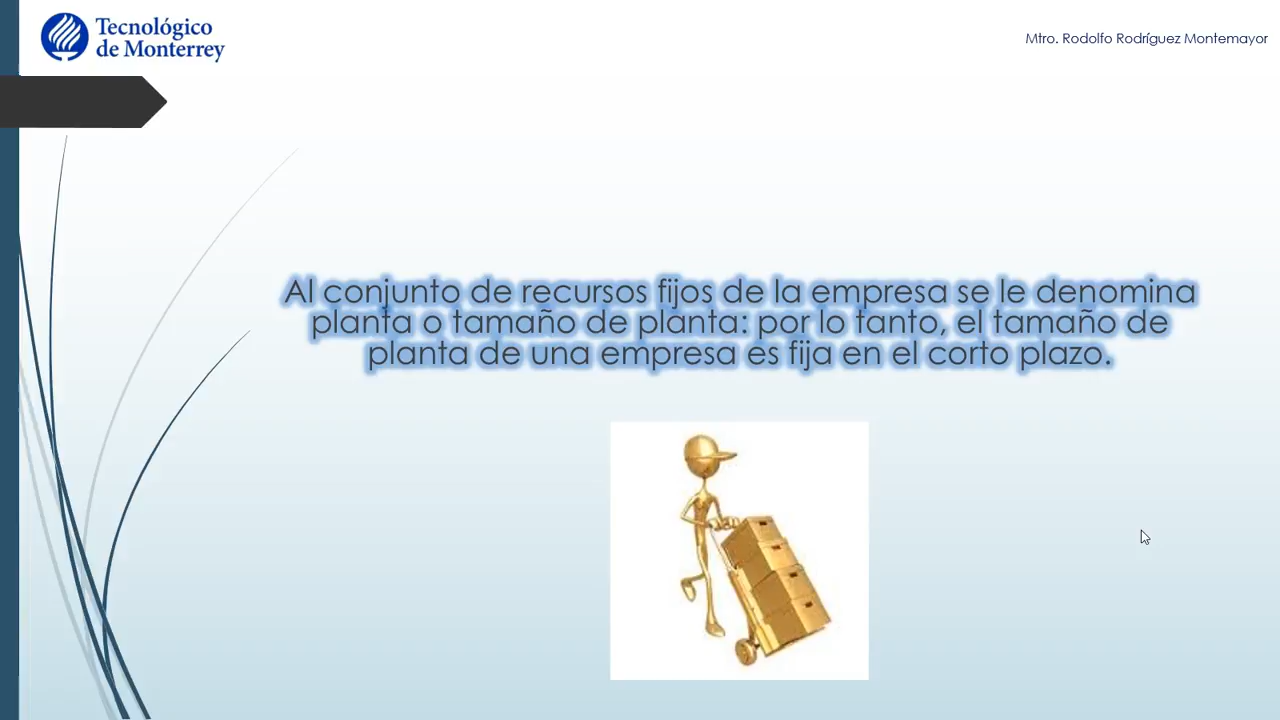 Tecnológico
de Monterrey
Mtro. Rodolfo Rodríguez Montemayor
Al conjunto de recursos fijos de la empresa se le denomina
planta o tamaño de planta: por lo tanto, el tamaño de
planta de una empresa es fija en el corto plazo.